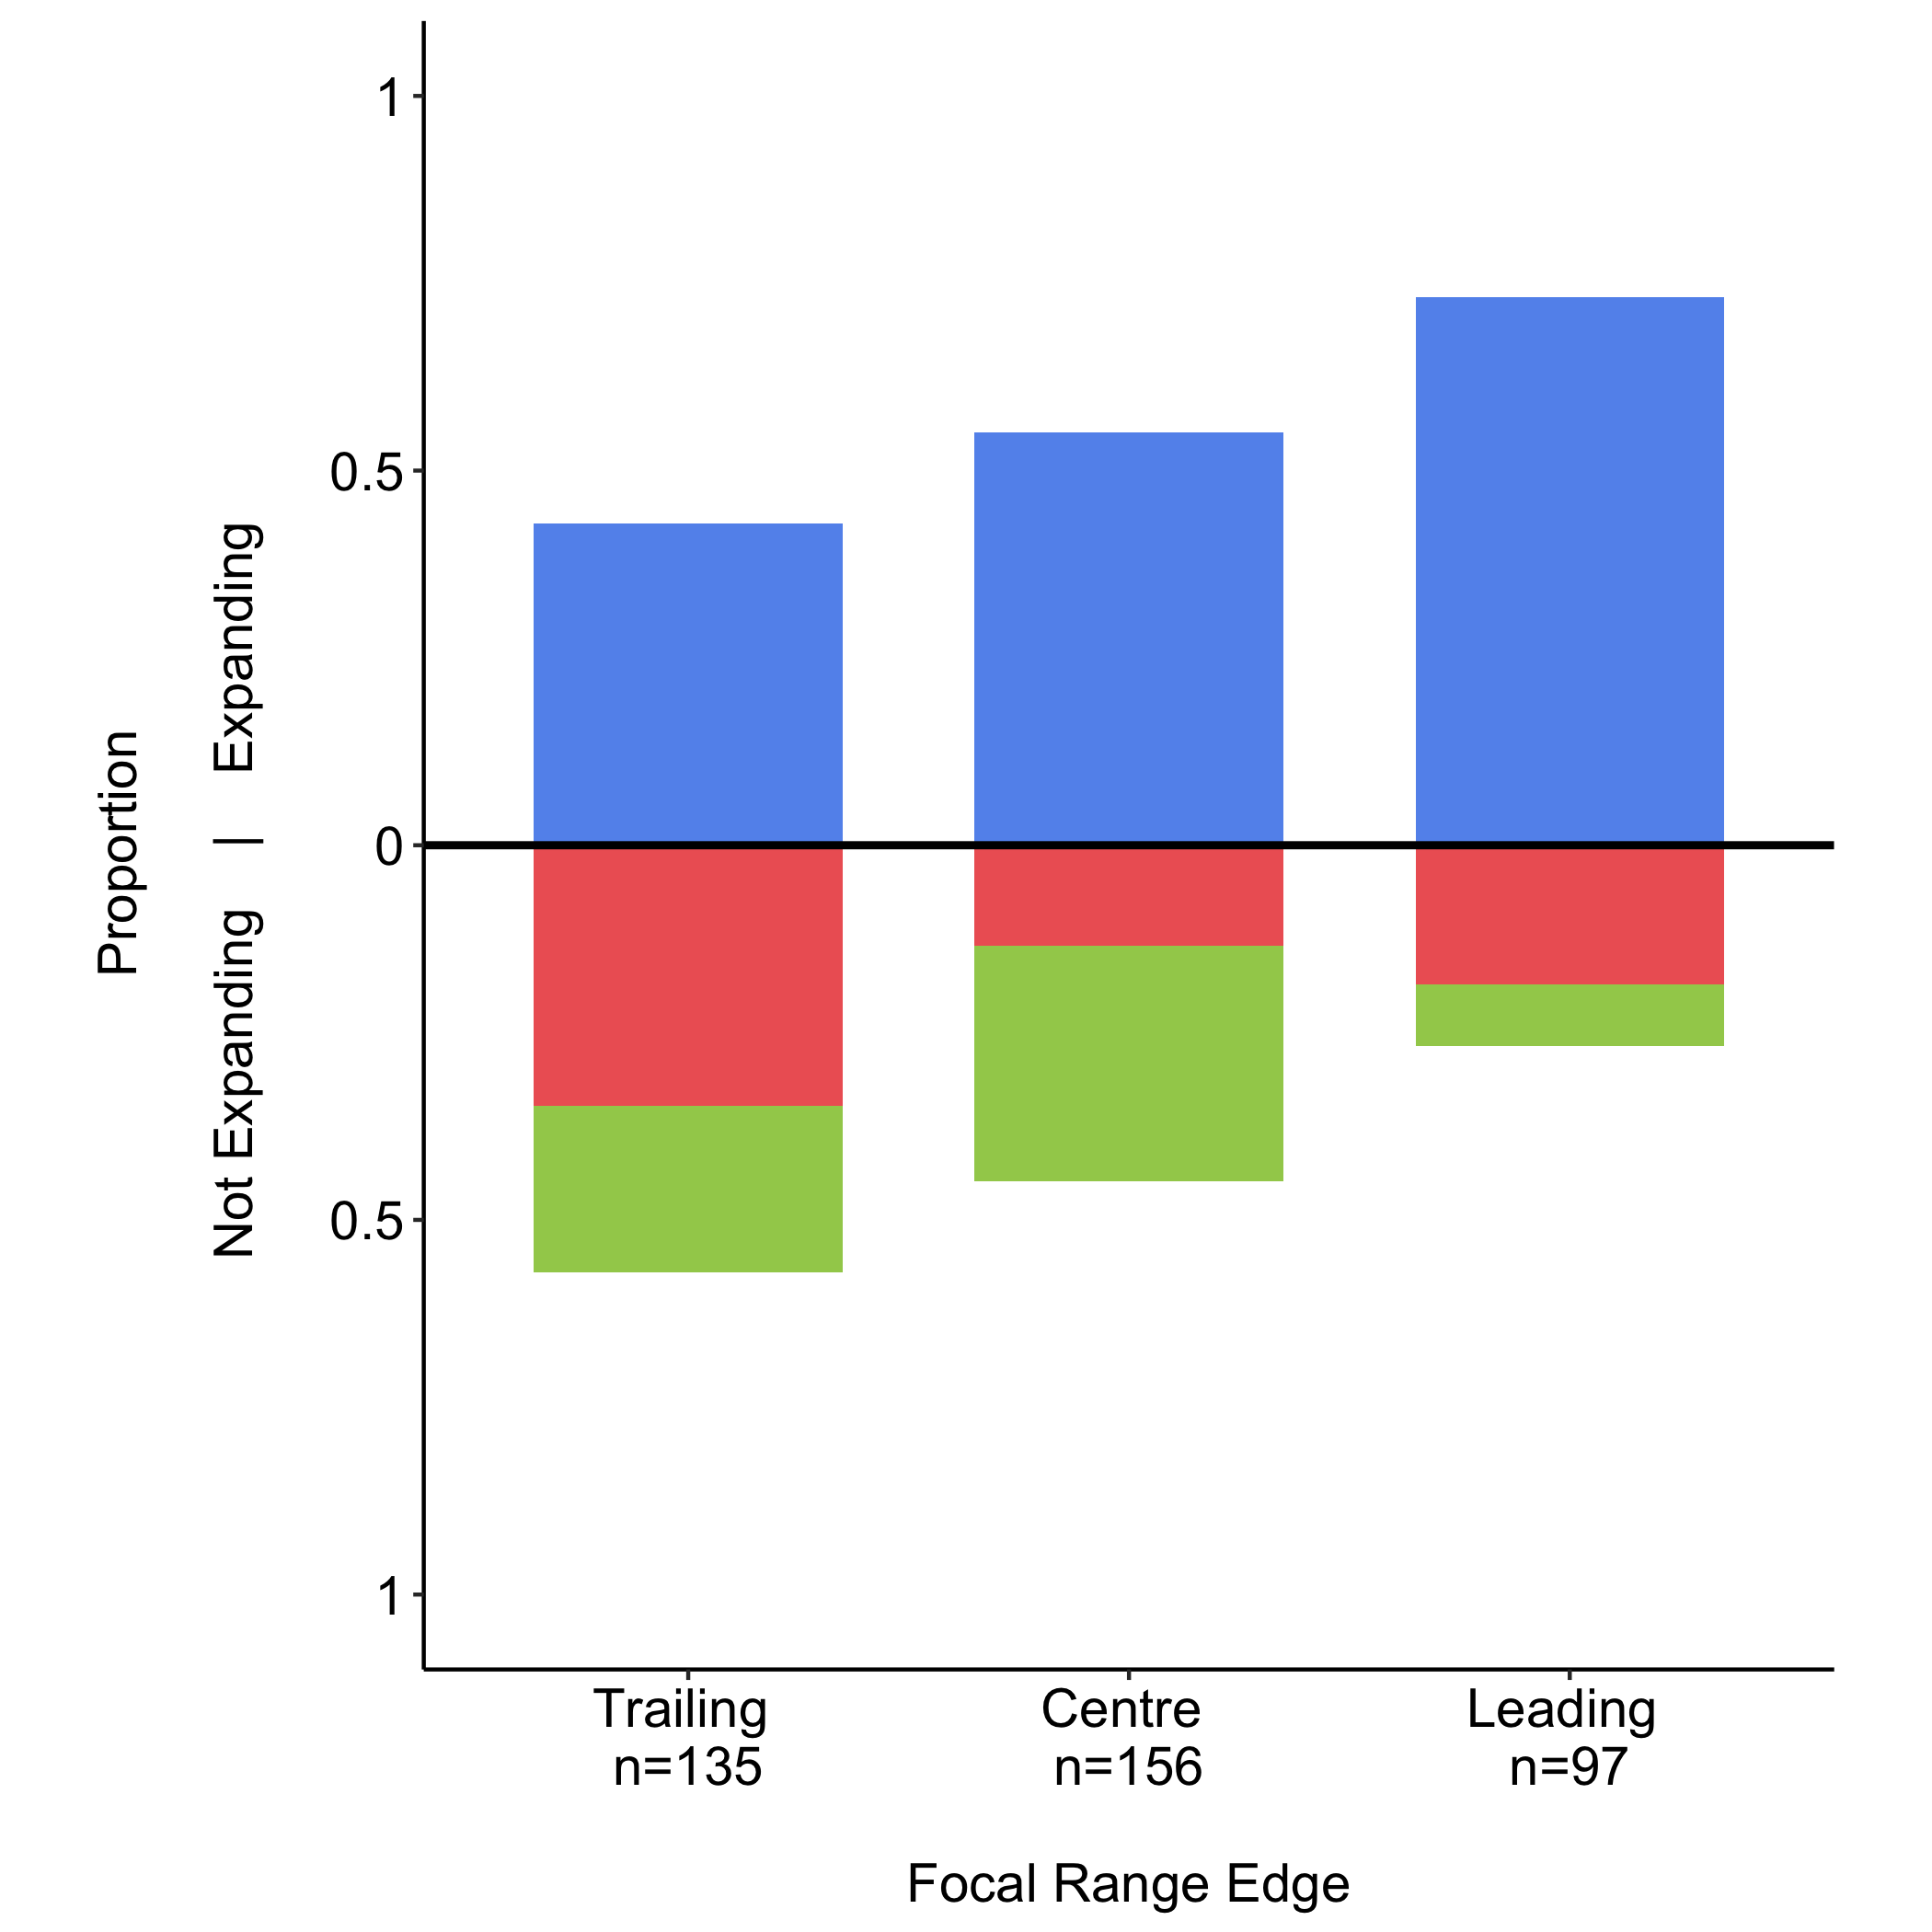 Proportion
Not Expanding | Expanding
1
0.5
0
0.5
1
Trailing
n=135
Centre
n=156
Leading
n=97
Focal Range Edge